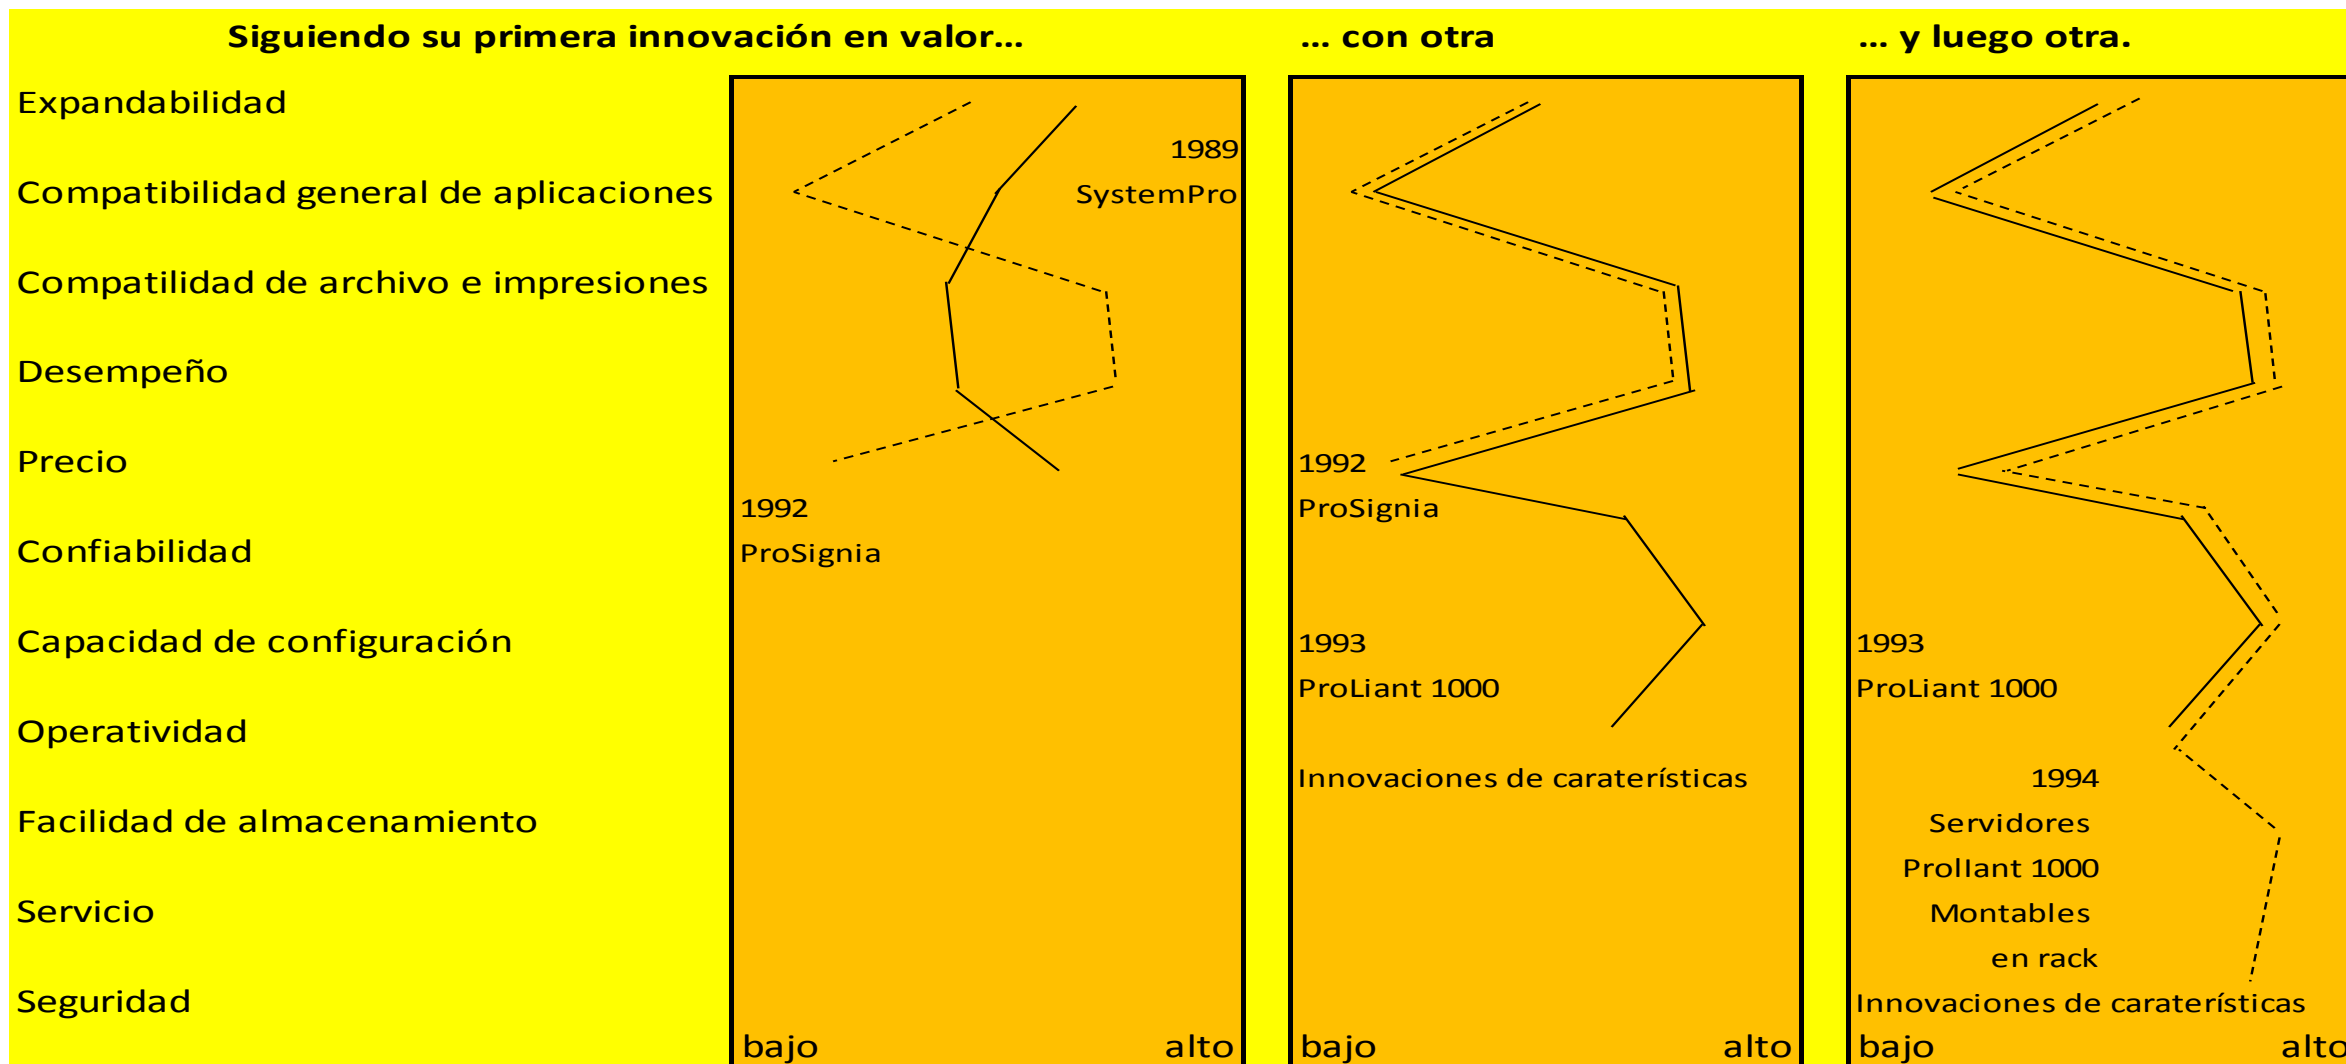 Siguiendo su primera innovación en valor...
... con otra
... y luego otra.
Expandabilidad
Compatibilidad general de aplicaciones
Compatilidad de archivo e impresiones
Desempeño
Precio
Confiabilidad
Capacidad de configuración
Operatividad
Facilidad de almacenamiento
Servicio
Seguridad
1989
SystemPro
1992
ProSignia
bajo alto
1992
ProSignia
1993
ProLiant 1000
Innovaciones de caraterísticas
bajo alto
1993
ProLiant 1000
1994
Servidores
ProlIant 1000
Montables
en rack
Innovaciones de caraterísticas
bajo alto